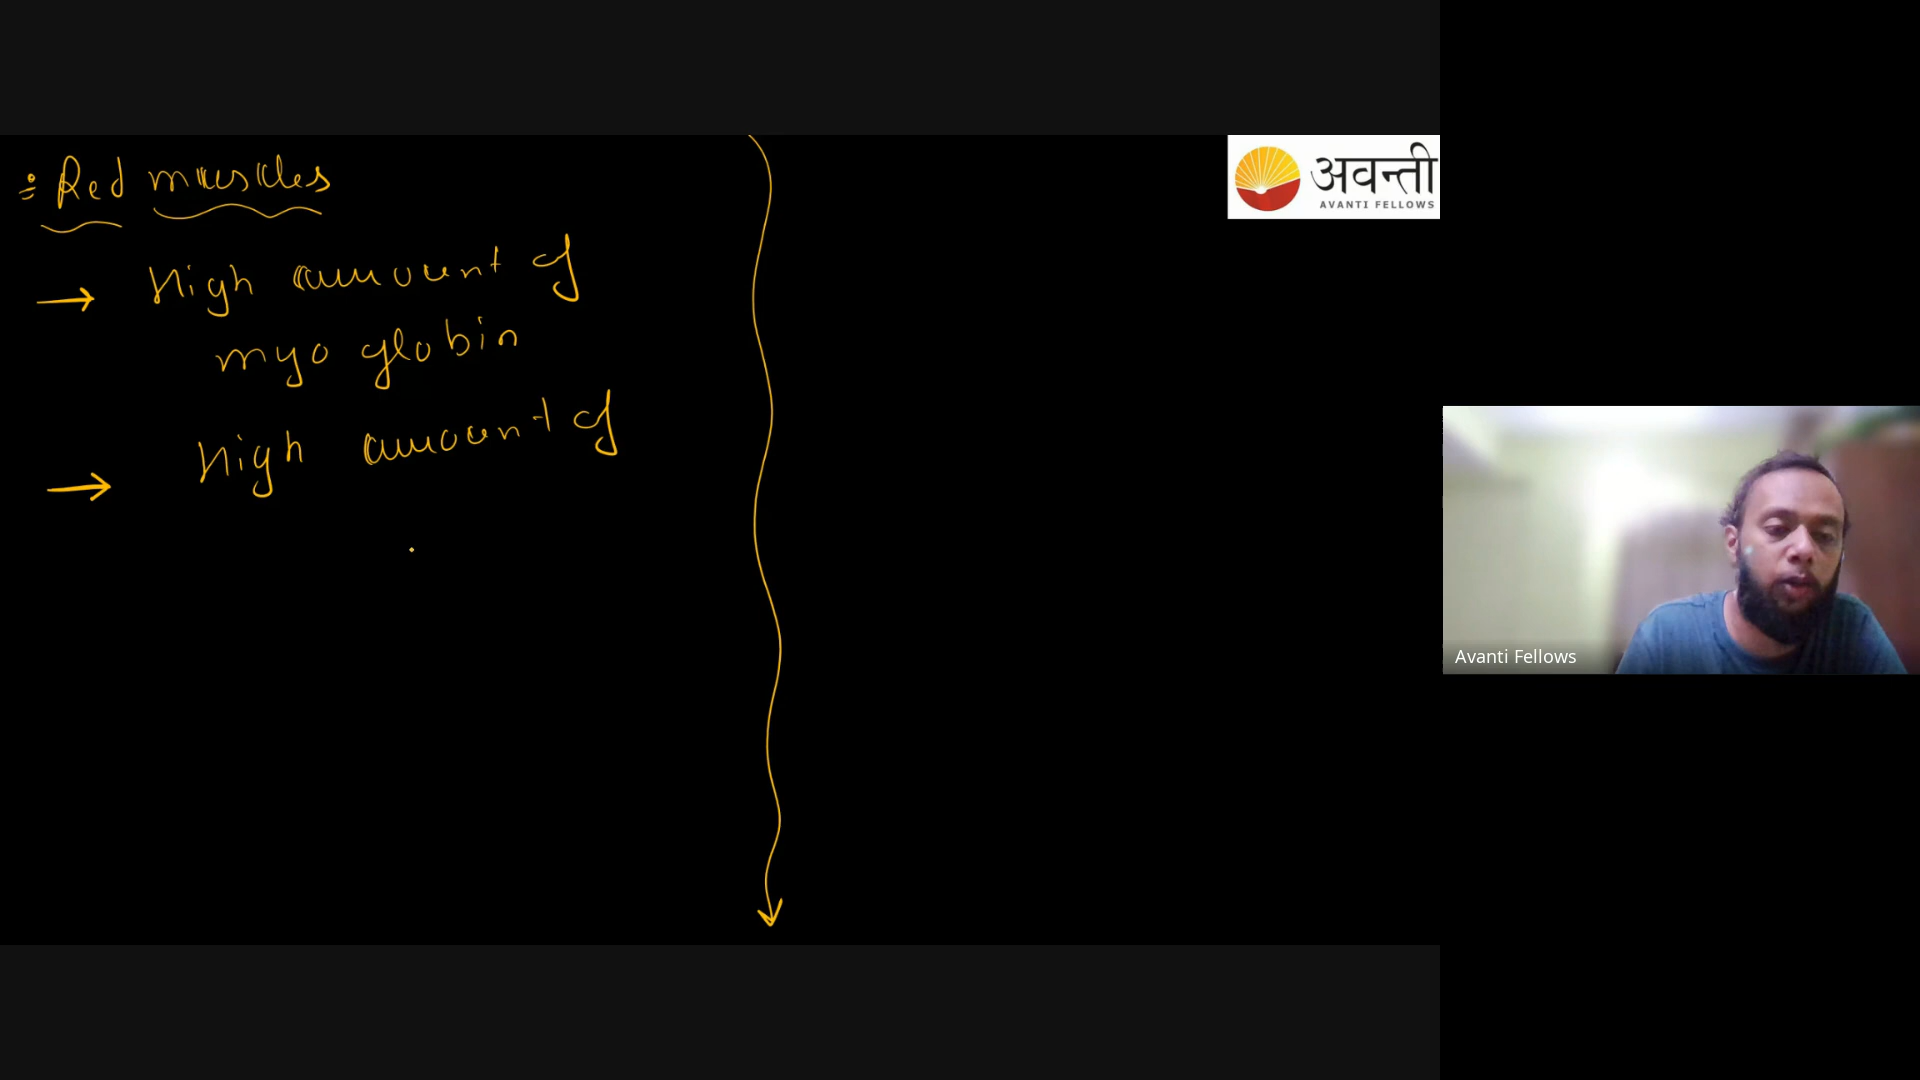 Red muscles
→ High amount of
myo globin
→ High amount of
अवन्ती
AVANTI FELLOWS
Avanti Fellows